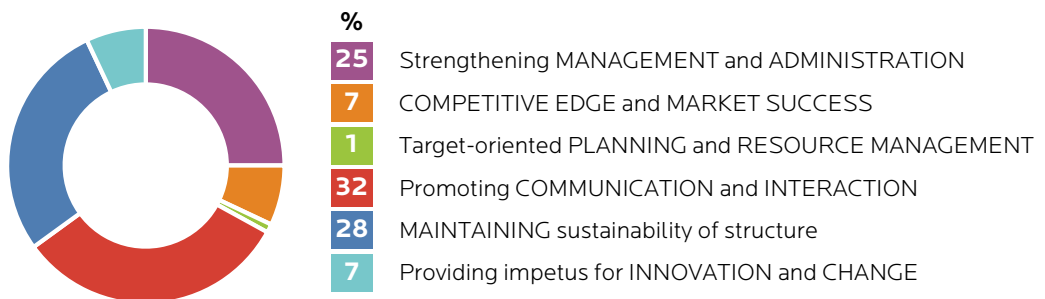 %
25 Strengthening MANAGEMENT and ADMINISTRATION
7 COMPETITIVE EDGE and MARKET SUCCESS
1 Target-oriented PLANNING and RESOURCE MANAGEMENT
32 Promoting COMMUNICATION and INTERACTION
28 MAINTAINING sustainability of structure
7 Providing impetus for INNOVATION and CHANGE